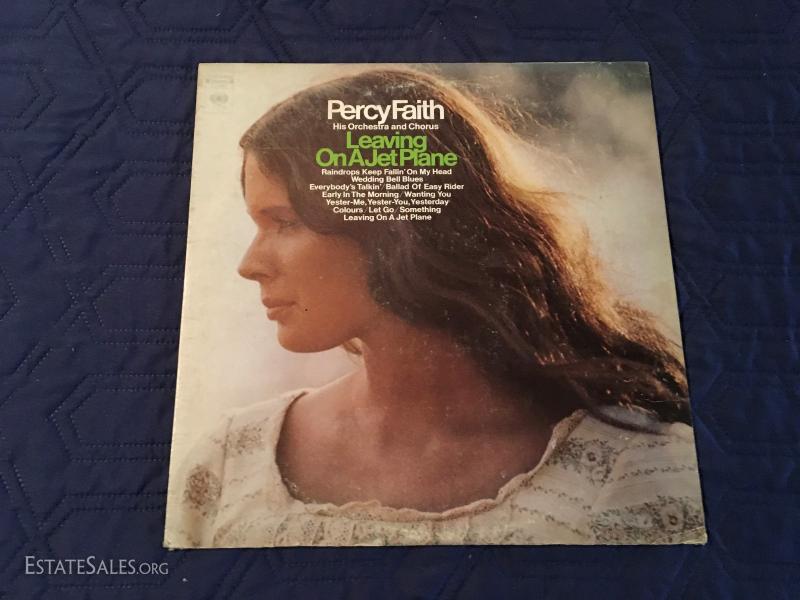 Percy Faith
His Orchestra and Chorus
Leaving
On A Jet Plane
Raindrops Keep Fallin' On My Head
Wedding Bell Blues
Everybody's Talkin' / Ballad Of Easy Rider
Early In The Morning / Wanting You
Yester-Me, Yester-You, Yesterday
Colours / Let Go / Something
Leaving On A Jet Plane
ESTATESALES.ORG